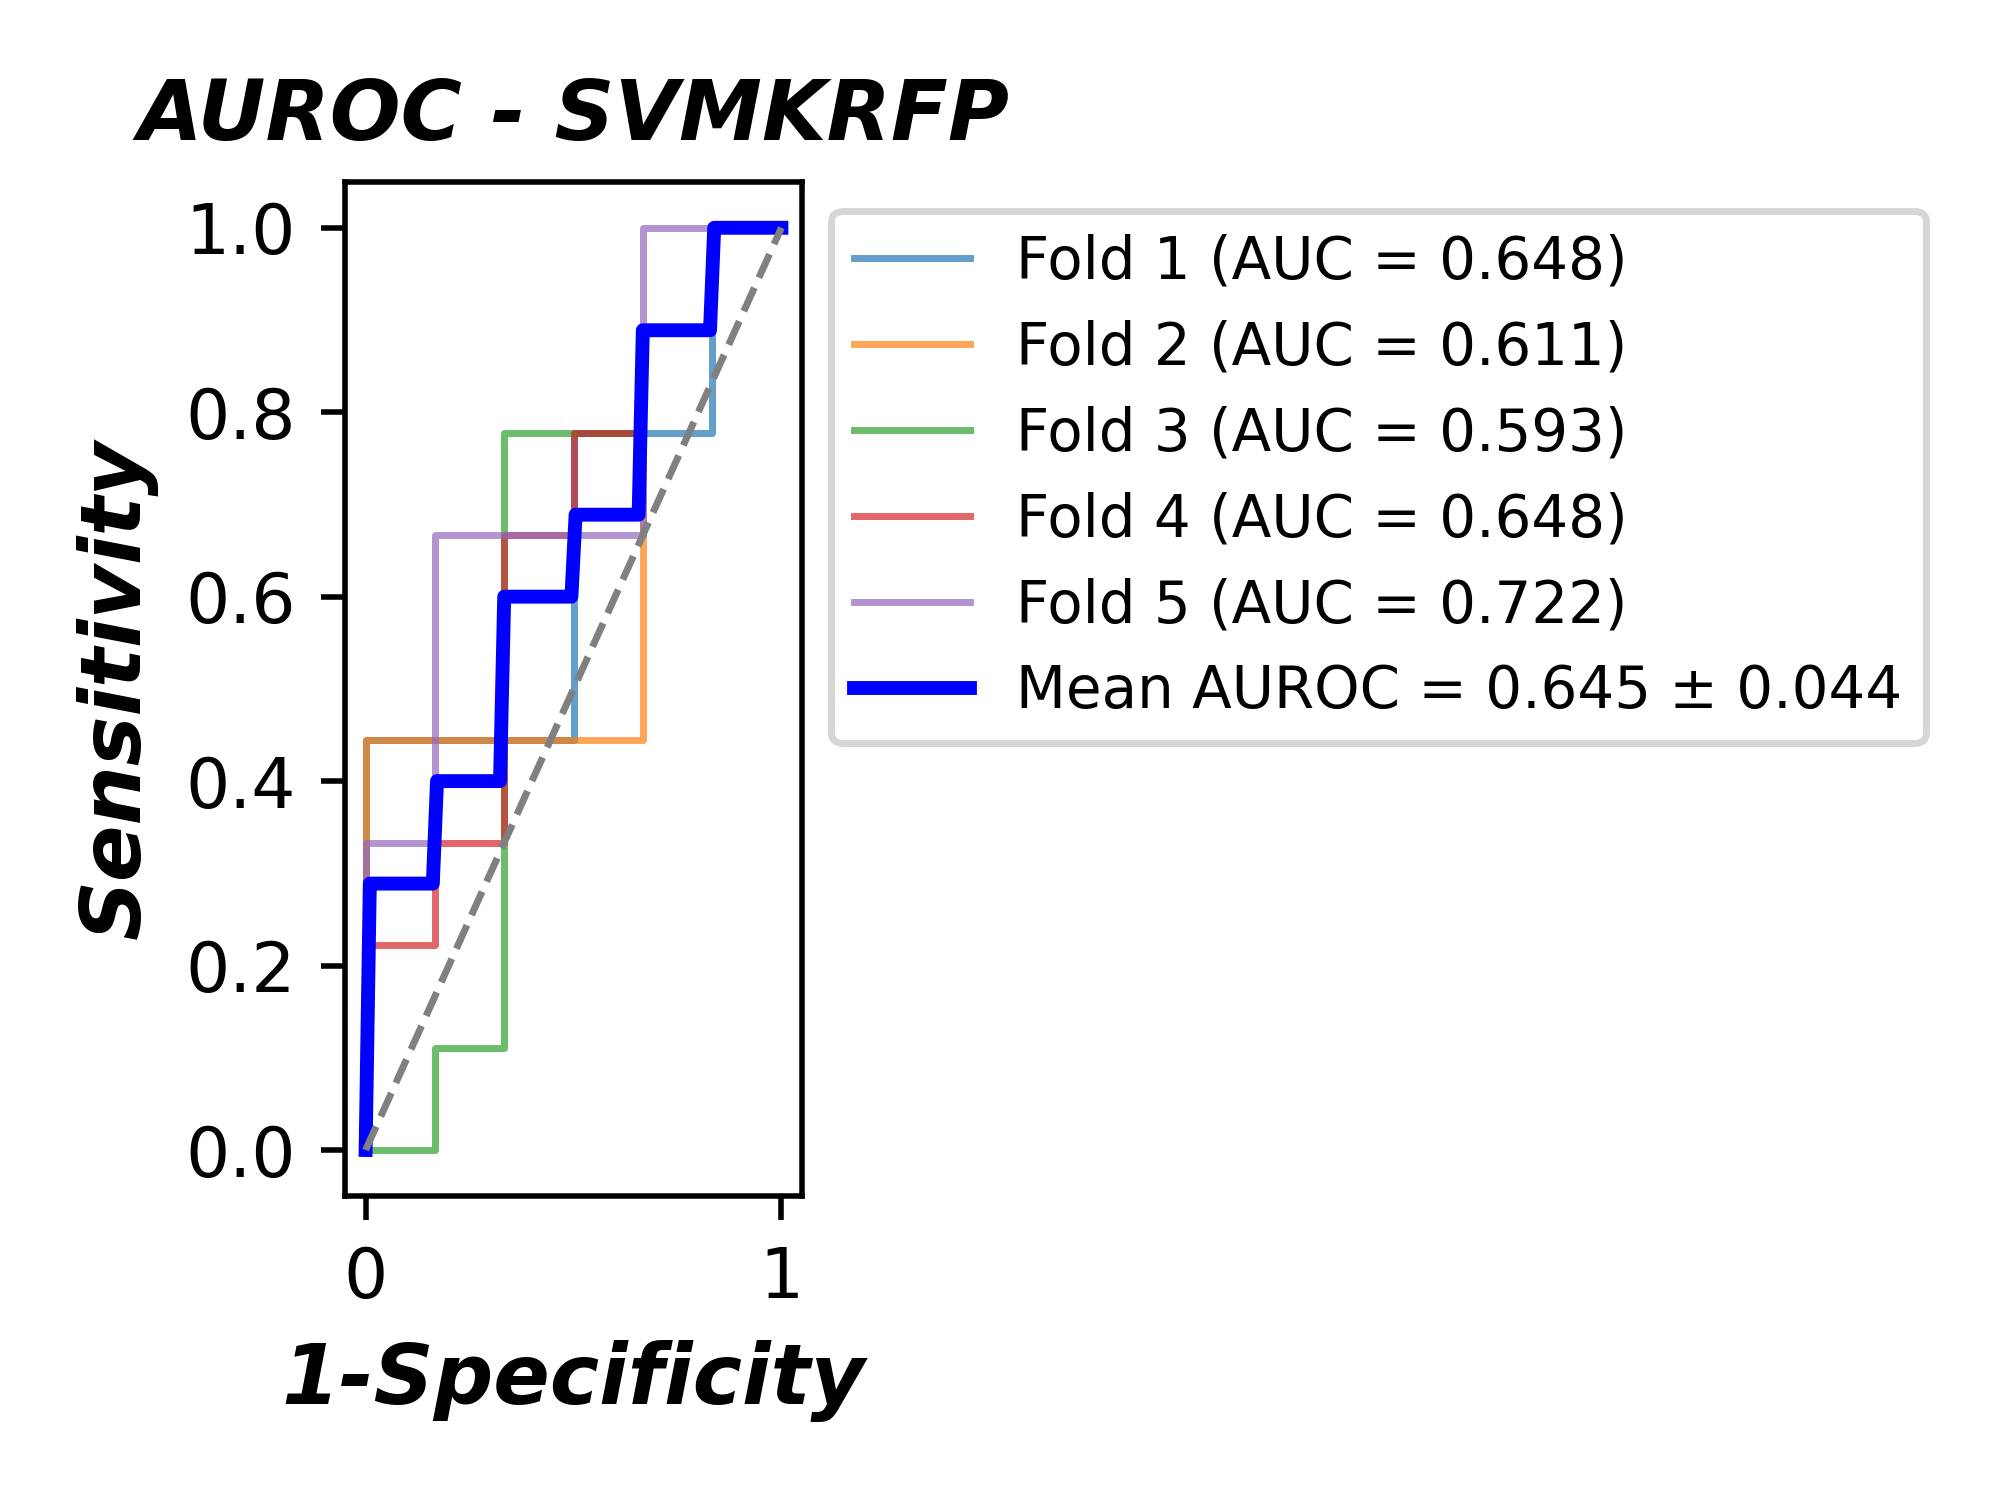 AUROC - SVMKRFP
Sensitivity
1.0
0.8
0.6
0.4
0.2
0.0
0 1
1-Specificity
Fold 1 (AUC = 0.648)
Fold 2 (AUC = 0.611)
Fold 3 (AUC = 0.593)
Fold 4 (AUC = 0.648)
Fold 5 (AUC = 0.722)
Mean AUROC = 0.645 ± 0.044